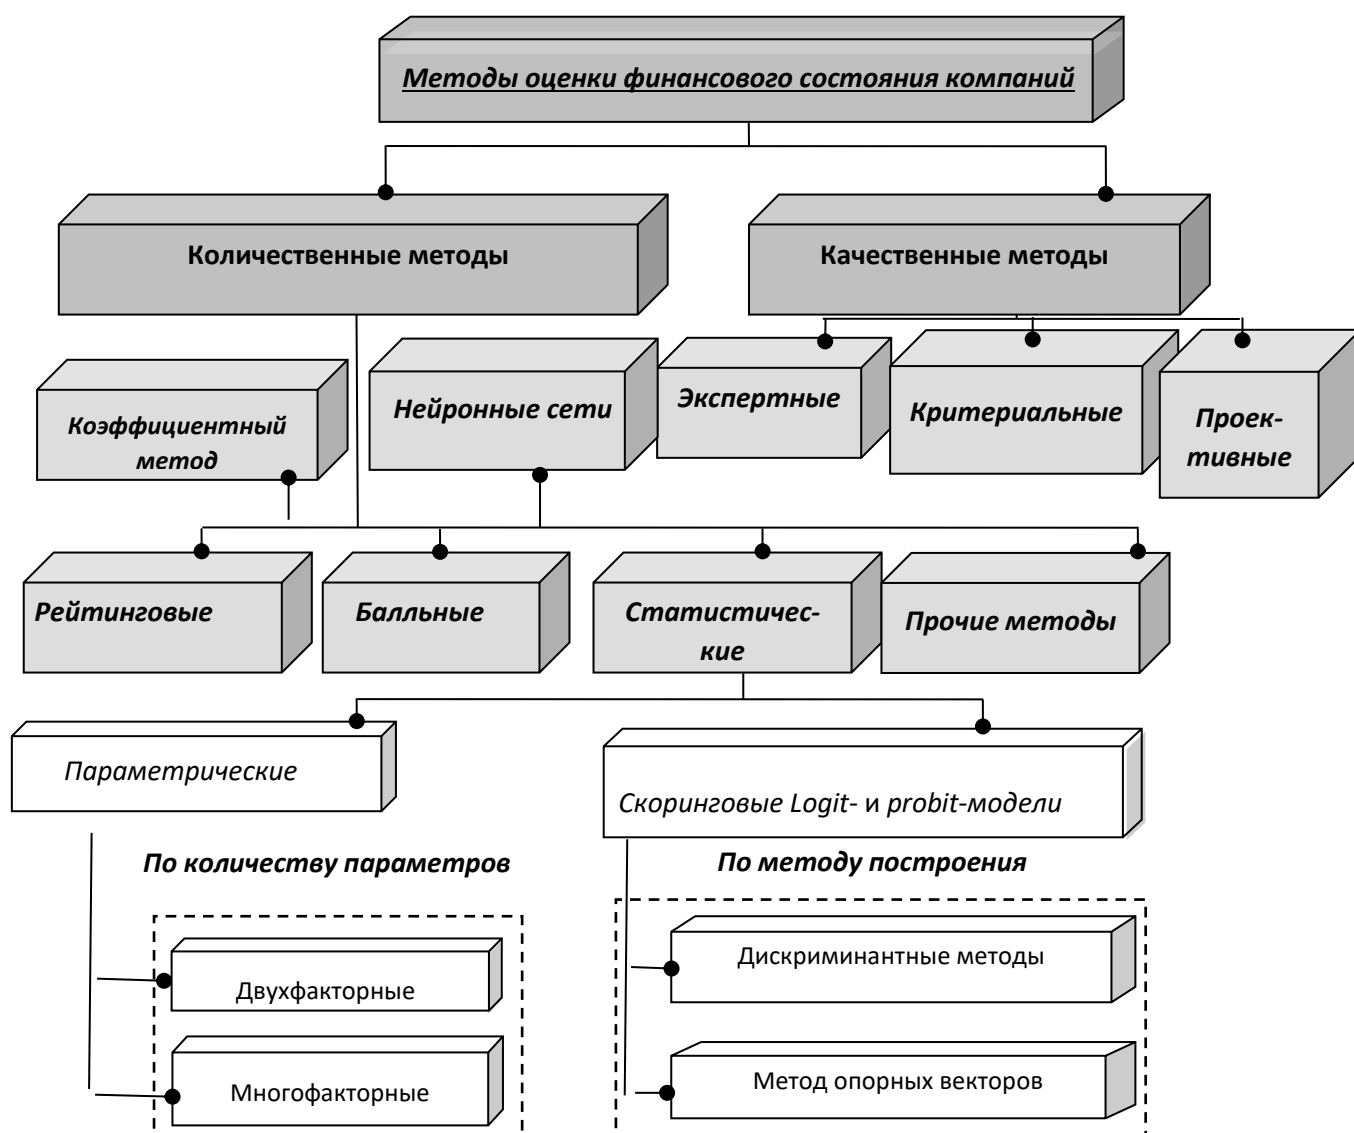 Методы оценки финансового состояния компаний
Количественные методы
Качественные методы
Коэффициентный
метод
Нейронные сети
Экспертные
Критериальные
Проек-
тивные
Рейтинговые
Балльные
Статистичес-
кие
Прочие методы
Параметрические
Скоринговые Logit- и probit-модели
По количеству параметров
По методу построения
Двухфакторные
Дискриминантные методы
Многофакторные
Метод опорных векторов